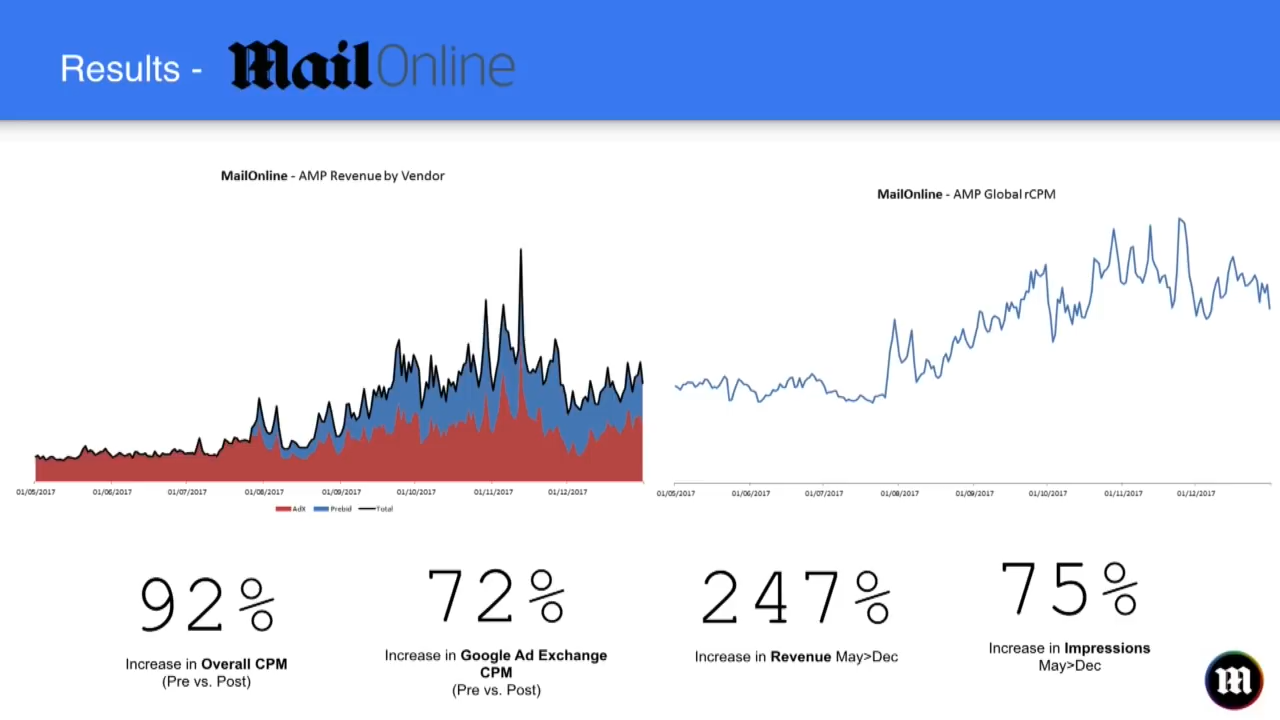 Results - MailOnline
MailOnline - AMP Revenue by Vendor
01/05/2017 01/06/2017 01/07/2017 01/08/2017 01/09/2017 01/10/2017 01/11/2017 01/12/2017
AdX Prebid Total
MailOnline - AMP Global rCPM
01/05/2017 01/06/2017 01/07/2017 01/08/2017 01/09/2017 01/10/2017 01/11/2017 01/12/2017
92%
Increase in Overall CPM
(Pre vs. Post)
72%
Increase in Google Ad Exchange
CPM
(Pre vs. Post)
247%
Increase in Revenue May>Dec
75%
Increase in Impressions
May>Dec
M